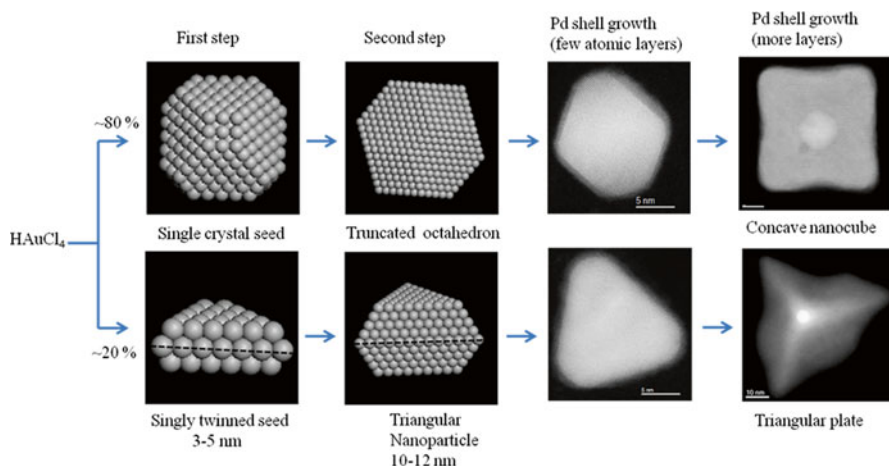 First step
Second step
Pd shell growth
(few atomic layers)
Pd shell growth
(more layers)
~80 %
5 nm
Single crystal seed
Truncated octahedron
Concave nanocube
HAuCl₄
~20 %
5 nm
10 nm
Singly twinned seed
3-5 nm
Triangular
Nanoparticle
10-12 nm
Triangular plate